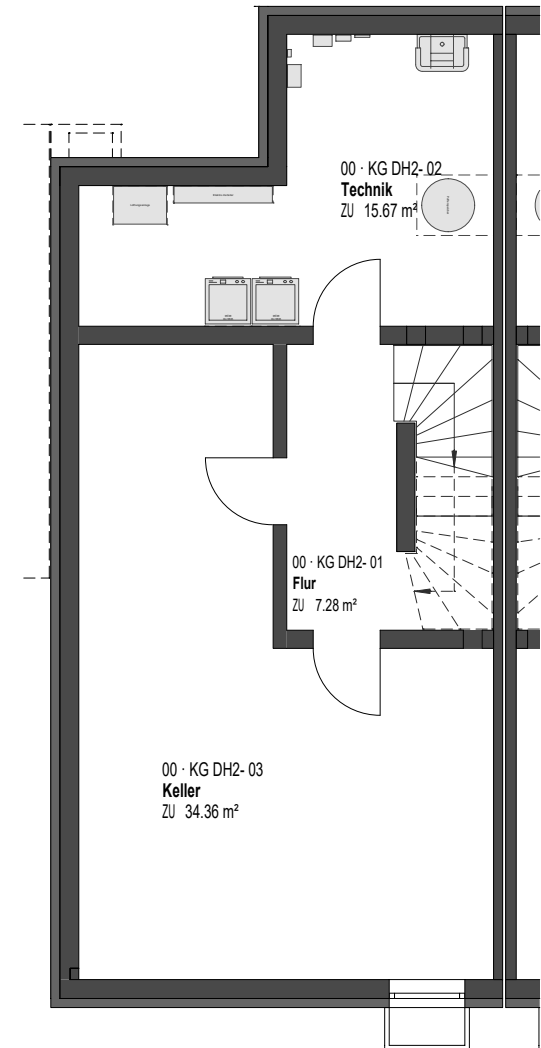 00 · KG DH2- 02
Technik
ZU 15.67 m²
00 · KG DH2- 01
Flur
ZU 7.28 m²
00 · KG DH2- 03
Keller
ZU 34.36 m²